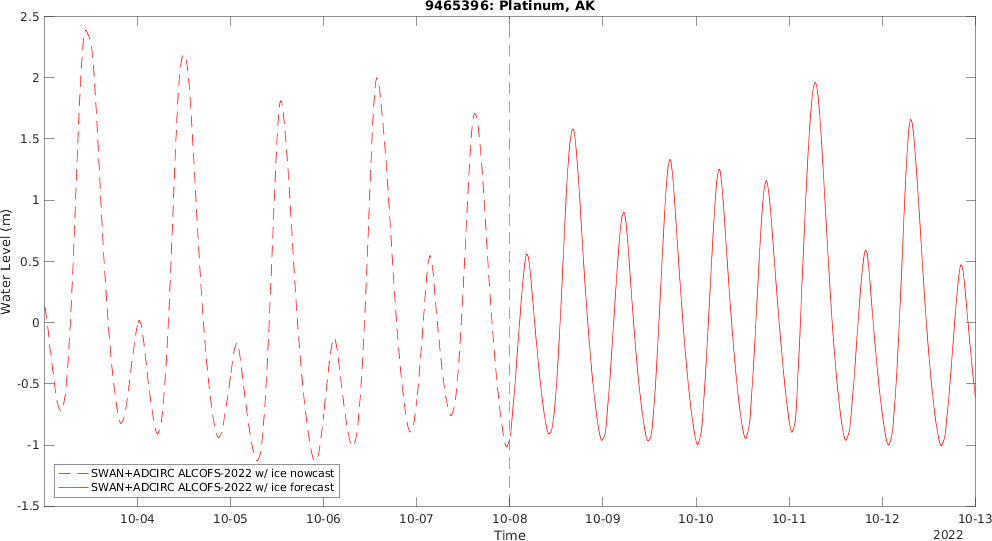 9465396: Platinum, AK
2.5
2
1.5
1
0.5
0
-0.5
-1
-1.5
Water Level (m)
SWAN+ADCIRC ALCOFS-2022 w/ ice nowcast
SWAN+ADCIRC ALCOFS-2022 w/ ice forecast
10-04 10-05 10-06 10-07 10-08 10-09 10-10 10-11 10-12 10-13
Time
2022